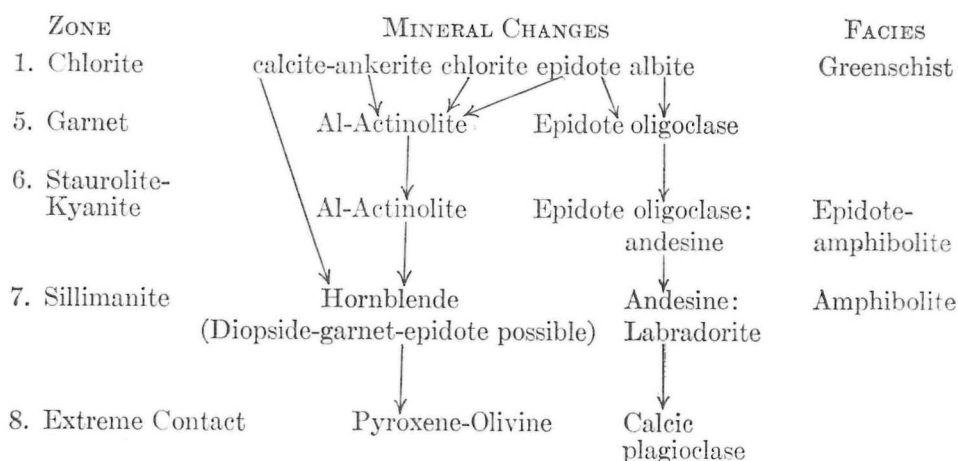 ZONE MINERAL CHANGES FACIES
1. Chlorite calcite-ankerite chlorite epidote albite Greenschist
5. Garnet Al-Actinolite Epidote oligoclase
6. Staurolite-
Kyanite Al-Actinolite Epidote oligoclase: Epidote-
andesine amphibolite
7. Sillimanite Hornblende Andesine: Amphibolite
(Diopside-garnet-epidote possible) Labradorite
8. Extreme Contact Pyroxene-Olivine Calcic
plagioclase